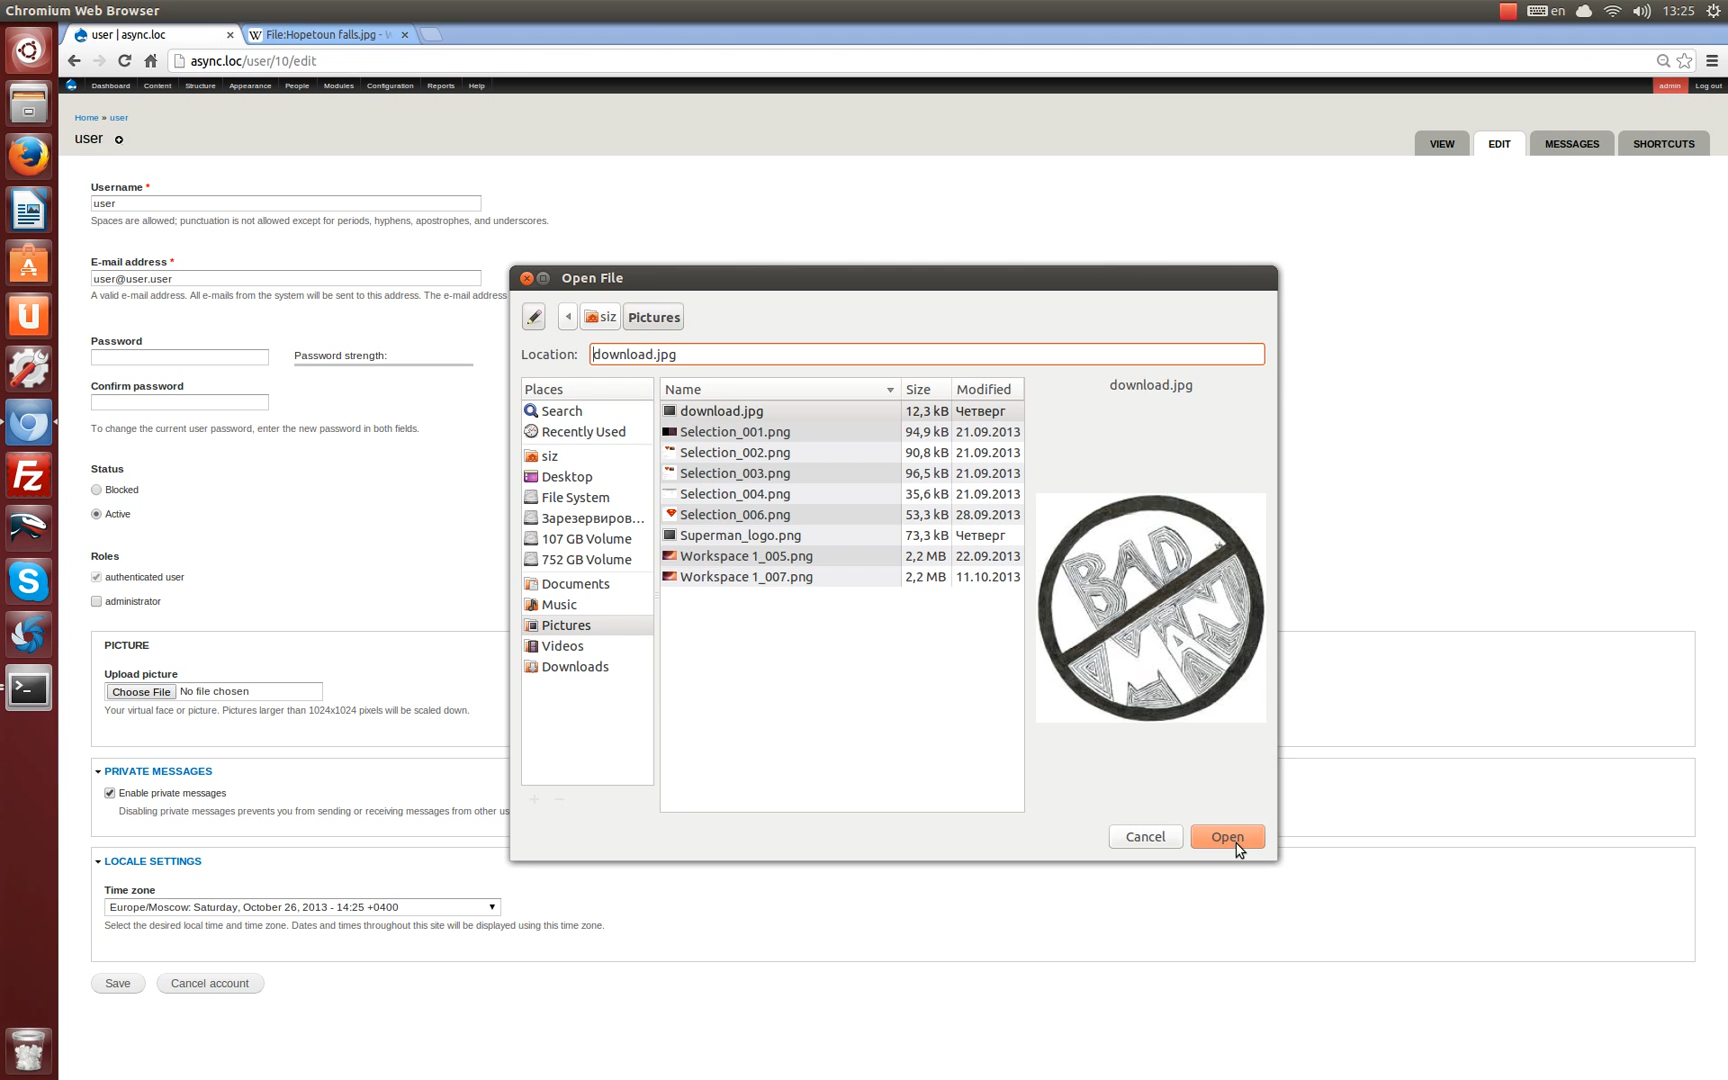 Chromium Web Browser
en
13:25
user | async.loc
File:Hopetoun falls.jpg - W
async.loc/user/10/edit
Dashboard Content Structure Appearance People Modules Configuration Reports Help
admin Log out
Home » user
user
VIEW EDIT MESSAGES SHORTCUTS
Username *
user
Spaces are allowed; punctuation is not allowed except for periods, hyphens, apostrophes, and underscores.
E-mail address *
user@user.user
A valid e-mail address. All e-mails from the system will be sent to this address. The e-mail address
Password
Password strength:
Confirm password
To change the current user password, enter the new password in both fields.
Status
Blocked
Active
Roles
authenticated user
administrator
PICTURE
Upload picture
Choose File No file chosen
Your virtual face or picture. Pictures larger than 1024x1024 pixels will be scaled down.
PRIVATE MESSAGES
Enable private messages
Disabling private messages prevents you from sending or receiving messages from other us
LOCALE SETTINGS
Time zone
Europe/Moscow: Saturday, October 26, 2013 - 14:25 +0400
Select the desired local time and time zone. Dates and times throughout this site will be displayed using this time zone.
Save Cancel account
Open File
siz Pictures
Location: download.jpg
Places
Search
Recently Used
siz
Desktop
File System
Зарезервиров...
107 GB Volume
752 GB Volume
Documents
Music
Pictures
Videos
Downloads
Name Size Modified
download.jpg 12,3 kB Четверг
Selection_001.png 94,9 kB 21.09.2013
Selection_002.png 90,8 kB 21.09.2013
Selection_003.png 96,5 kB 21.09.2013
Selection_004.png 35,6 kB 21.09.2013
Selection_006.png 53,3 kB 28.09.2013
Superman_logo.png 73,3 kB Четверг
Workspace 1_005.png 2,2 MB 22.09.2013
Workspace 1_007.png 2,2 MB 11.10.2013
download.jpg
BAD
MAN
Cancel Open